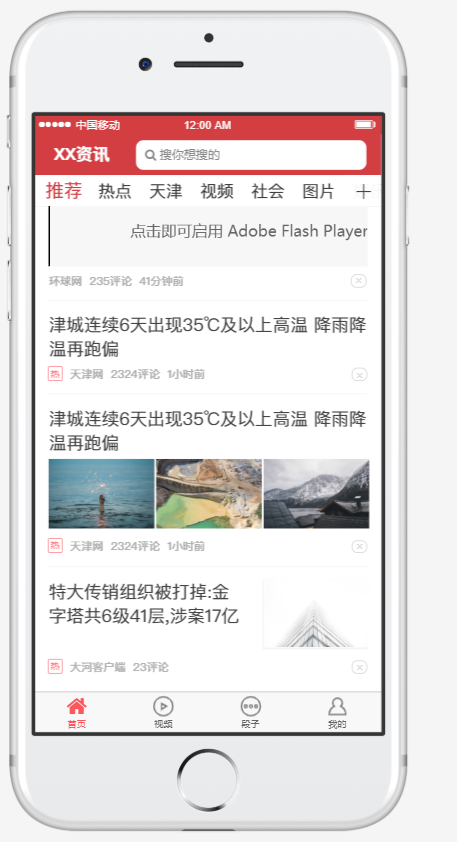 中国移动 12:00 AM
XX资讯 搜你想搜的
推荐 热点 天津 视频 社会 图片
点击即可启用 Adobe Flash Player
环球网 235评论 41分钟前
津城连续6天出现35℃及以上高温 降雨降
温再跑偏
热 天津网 2324评论 1小时前
津城连续6天出现35℃及以上高温 降雨降
温再跑偏
热 天津网 2324评论 1小时前
特大传销组织被打掉:金
字塔共6级41层,涉案17亿
热 大河客户端 23评论
首页 视频 段子 我的